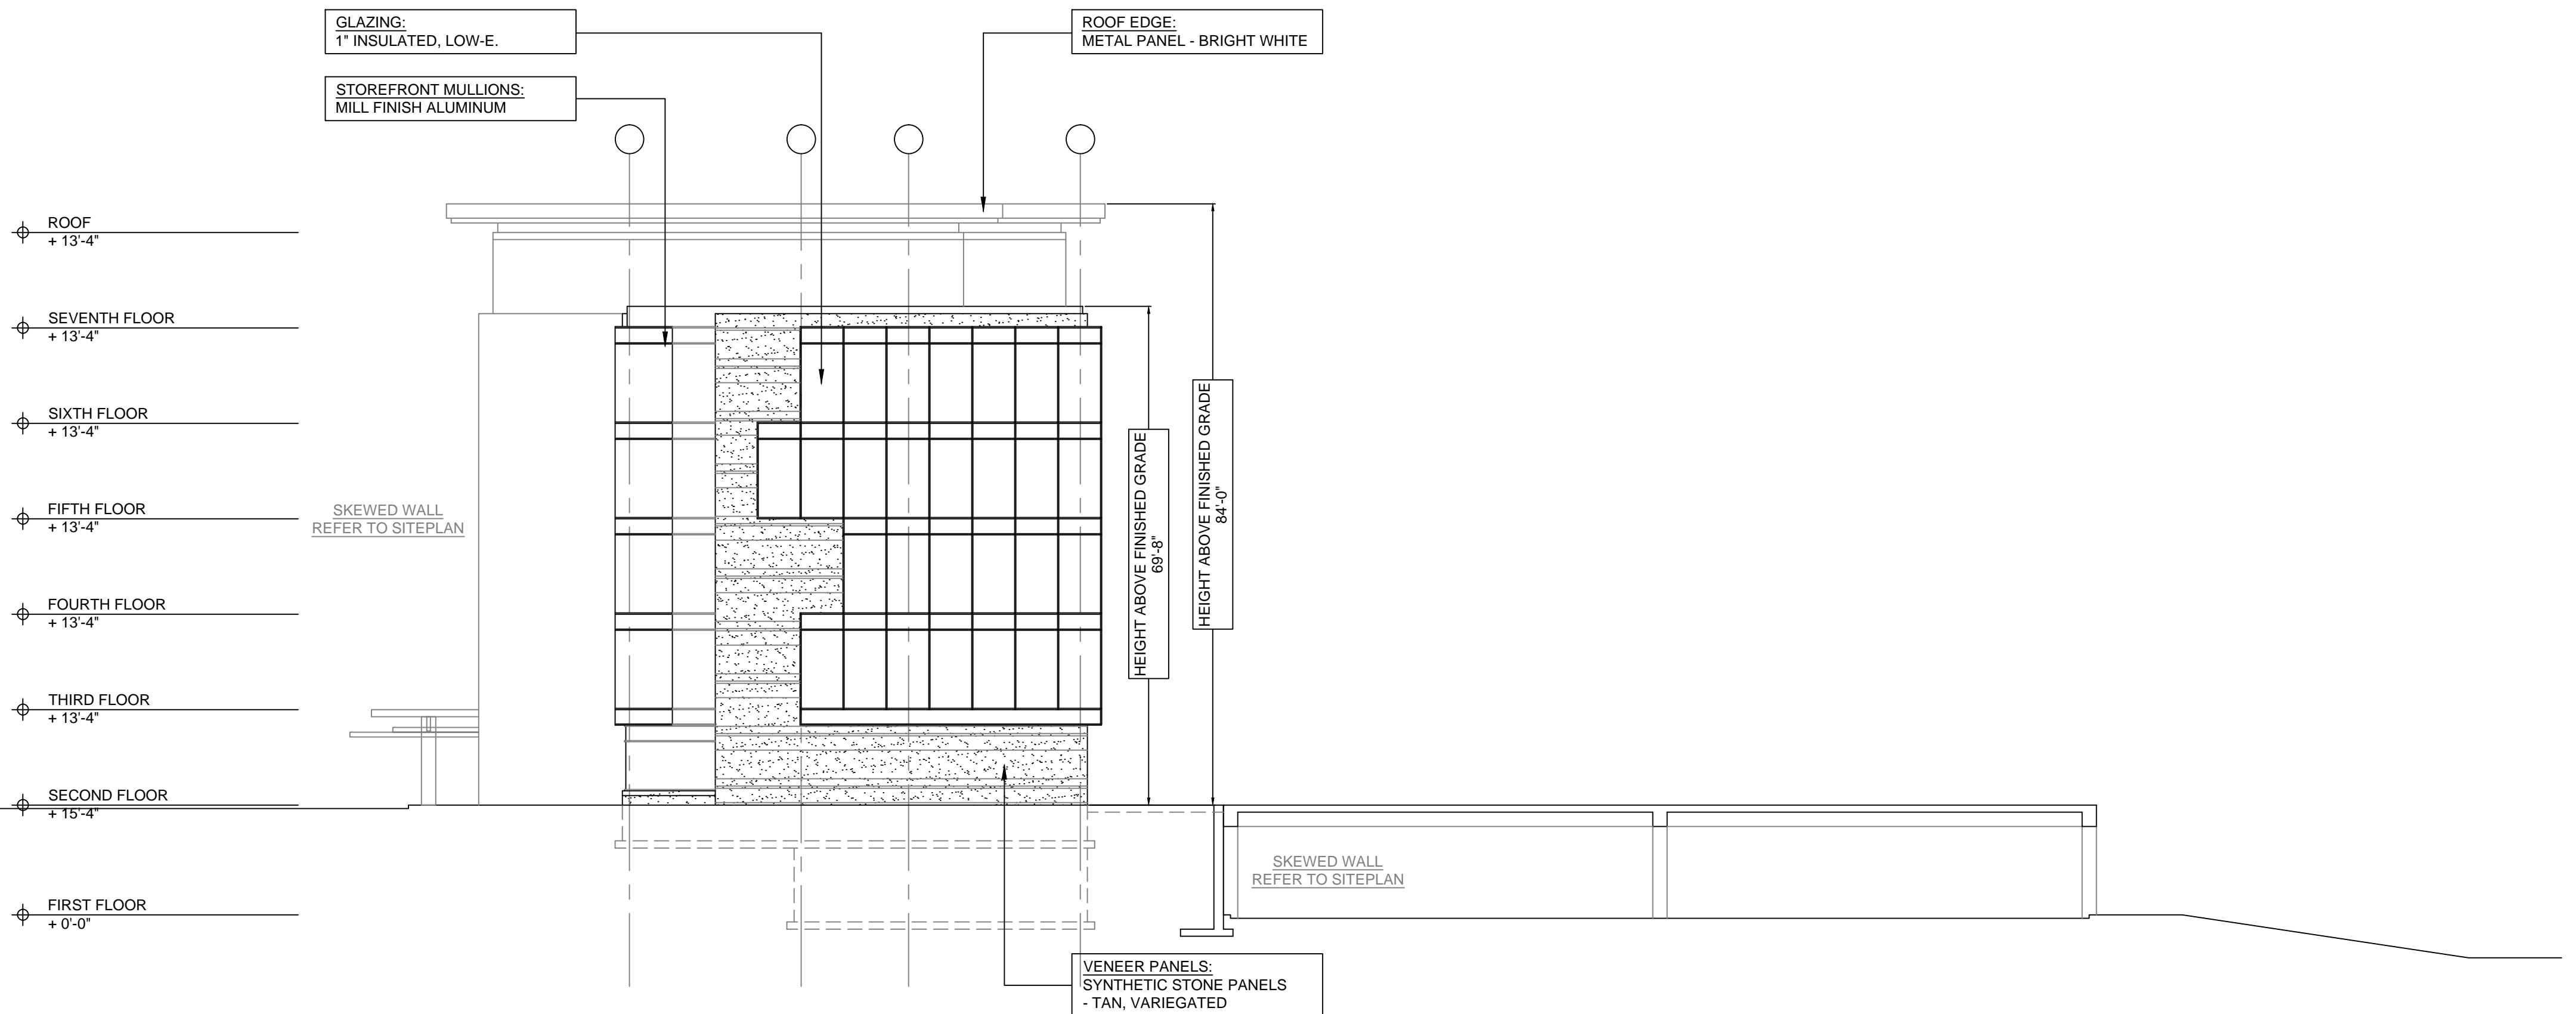 GLAZING:
1" INSULATED, LOW-E.
ROOF EDGE:
METAL PANEL - BRIGHT WHITE
STOREFRONT MULLIONS:
MILL FINISH ALUMINUM
ROOF
+ 13'-4"
SEVENTH FLOOR
+ 13'-4"
SIXTH FLOOR
+ 13'-4"
FIFTH FLOOR
+ 13'-4"
FOURTH FLOOR
+ 13'-4"
THIRD FLOOR
+ 13'-4"
SECOND FLOOR
+ 15'-4"
FIRST FLOOR
+ 0'-0"
SKEWED WALL
REFER TO SITEPLAN
HEIGHT ABOVE FINISHED GRADE
69'-8"
HEIGHT ABOVE FINISHED GRADE
84'-0"
SKEWED WALL
REFER TO SITEPLAN
VENEER PANELS:
SYNTHETIC STONE PANELS
- TAN, VARIEGATED